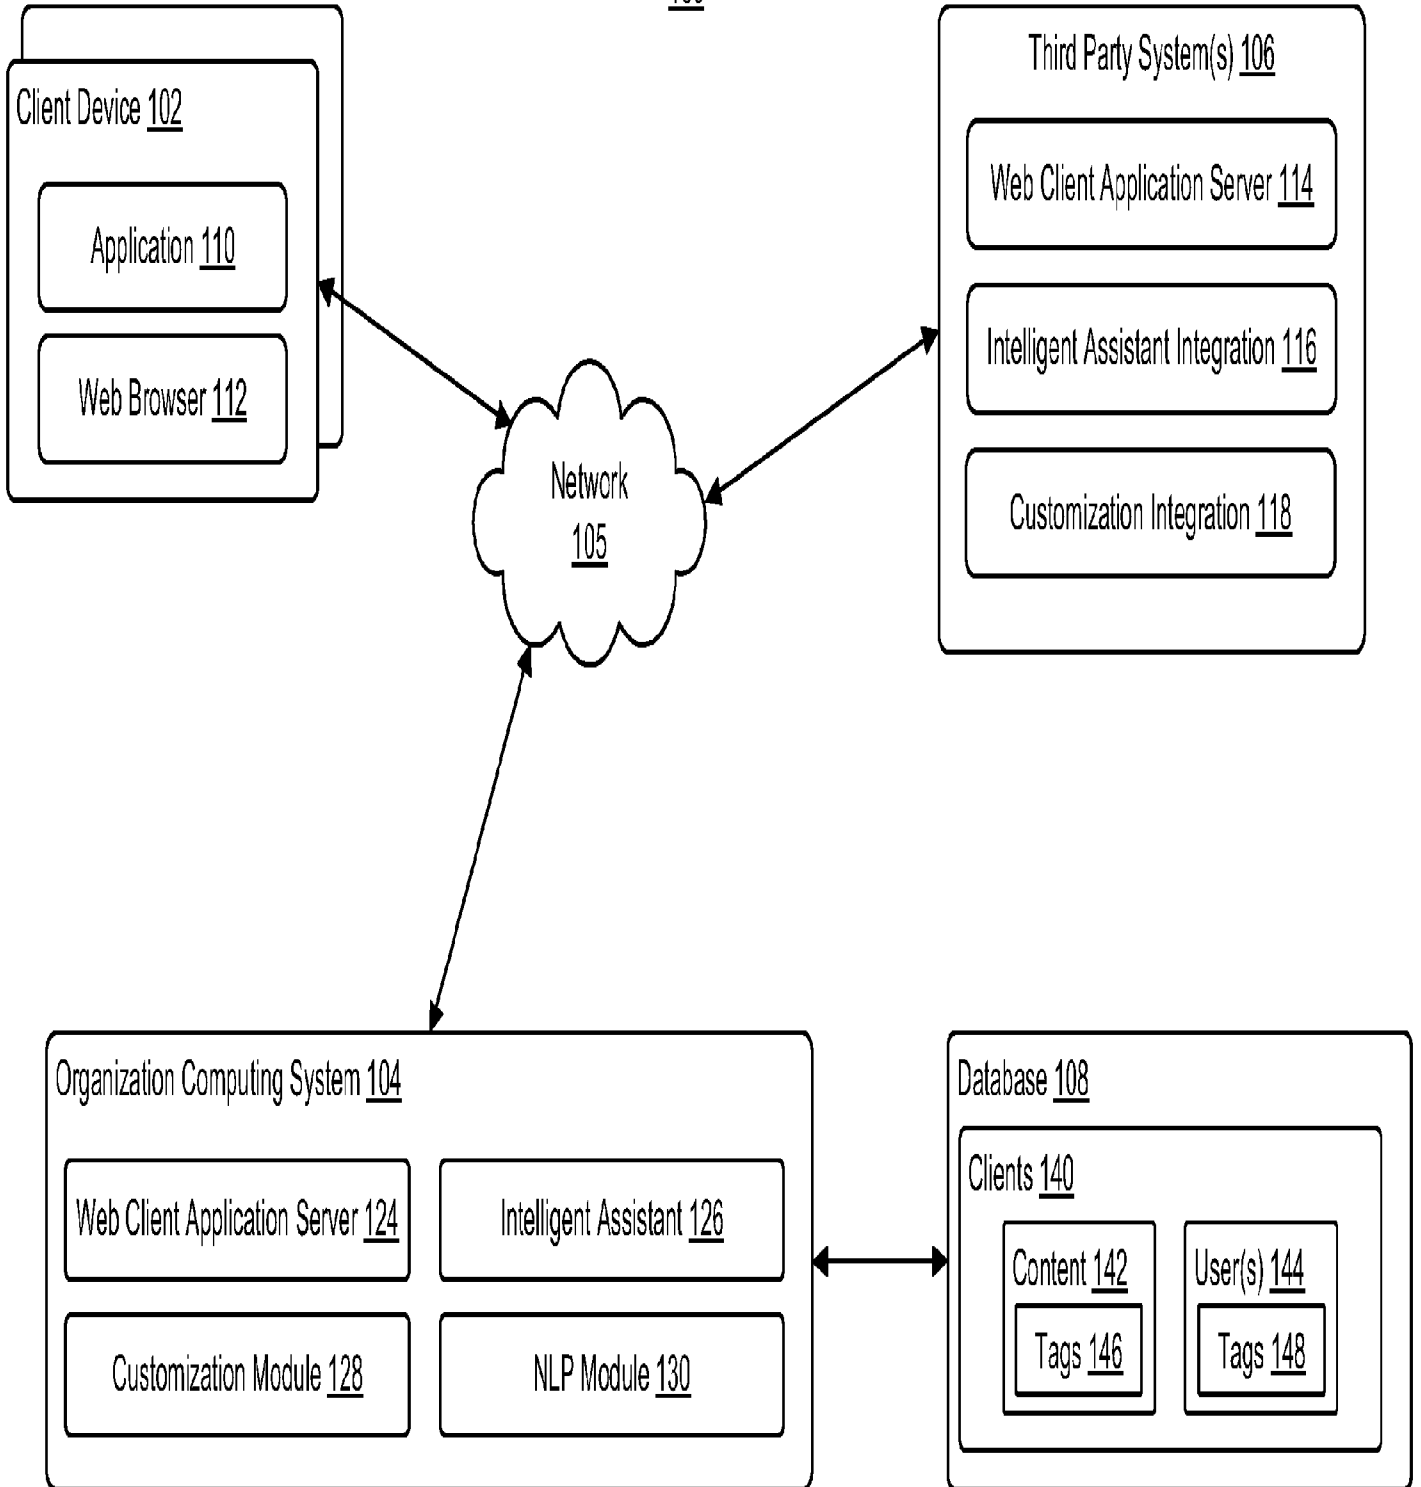 Third Party System(s) 106
Client Device 102
Web Client Application Server 114
Application 110
Intelligent Assistant Integration 116
Web Browser 112
Network
105
Customization Integration 118
Organization Computing System 104
Database 108
Clients 140
Web Client Application Server 124
Intelligent Assistant 126
Content 142
User(s) 144
Tags 146
Tags 148
Customization Module 128
NLP Module 130